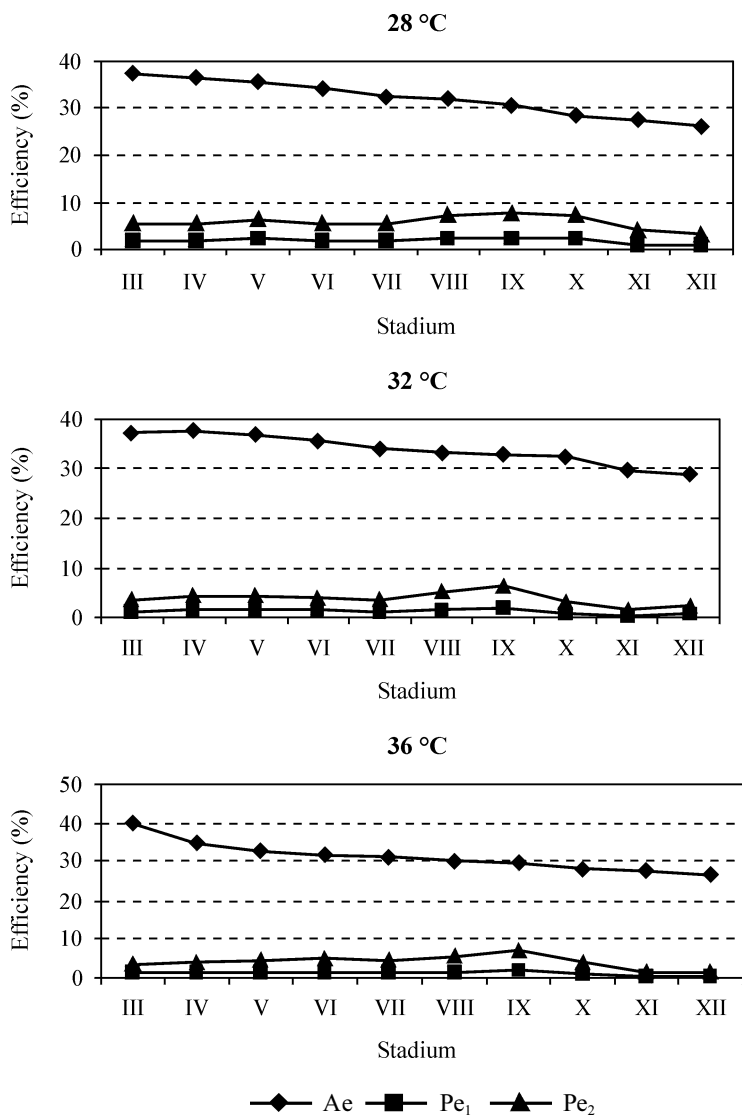 28 °C
40
30
20
10
0
Efficiency (%)
III IV V VI VII VIII IX X XI XII
Stadium
32 °C
40
30
20
10
0
Efficiency (%)
III IV V VI VII VIII IX X XI XII
Stadium
36 °C
50
40
30
20
10
0
Efficiency (%)
III IV V VI VII VIII IX X XI XII
Stadium
Ae Pe₁ Pe₂